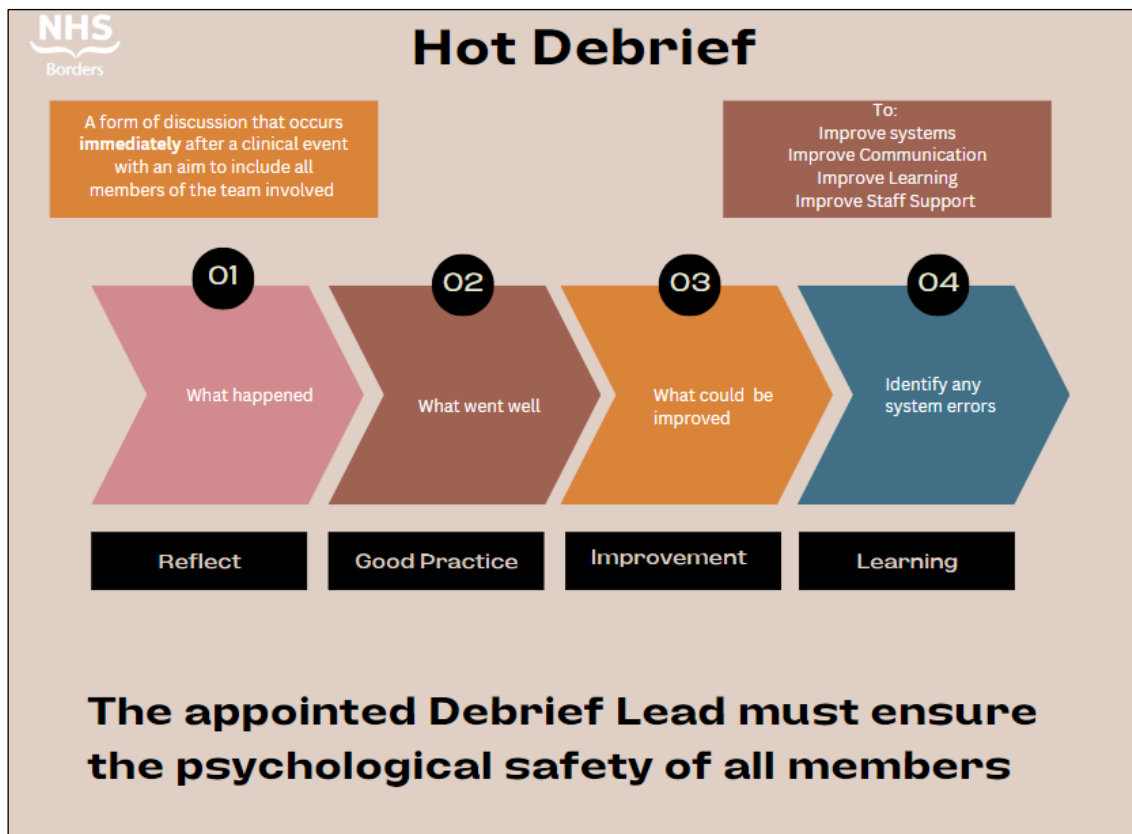 NHS
Borders
Hot Debrief
A form of discussion that occurs
immediately after a clinical event
with an aim to include all
members of the team involved
To:
Improve systems
Improve Communication
Improve Learning
Improve Staff Support
01
What happened
Reflect
02
What went well
Good Practice
03
What could be
improved
Improvement
04
Identify any
system errors
Learning
The appointed Debrief Lead must ensure
the psychological safety of all members